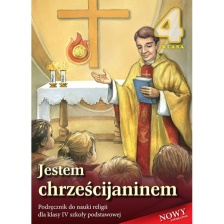 4
KLASA
Jestem
chrześcijaninem
Podręcznik do nauki religii
dla klasy IV szkoły podstawowej
NOWY